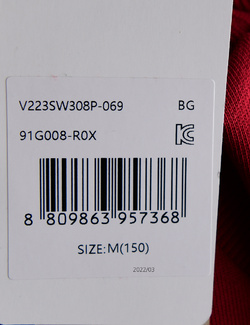 V223SW308P-069 BG
91G008-R0X
8 809863 957368
SIZE:M(150)
2022/03